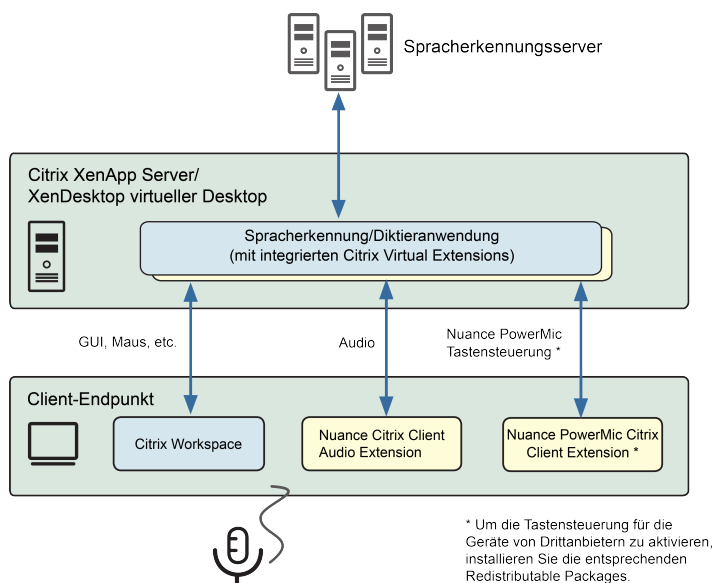 Spracherkennungsserver
Citrix XenApp Server/
XenDesktop virtueller Desktop
Spracherkennung/Diktieranwendung
(mit integrierten Citrix Virtual Extensions)
GUI, Maus, etc.
Audio
Nuance PowerMic
Tastensteuerung *
Client-Endpunkt
Citrix Workspace
Nuance Citrix Client
Audio Extension
Nuance PowerMic Citrix
Client Extension *
* Um die Tastensteuerung für die
Geräte von Drittanbietern zu aktivieren,
installieren Sie die entsprechenden
Redistributable Packages.